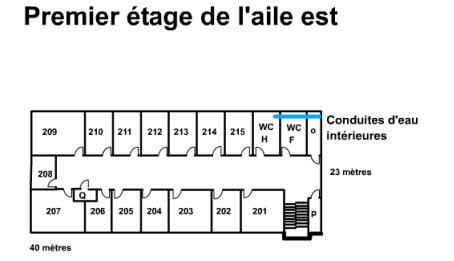 Premier étage de l'aile est
Conduites d'eau
intérieures
209 210 211 212 213 214 215 WC
H WC
F o
208
23 mètres
Q
207 206 205 204 203 202 201 P
40 mètres